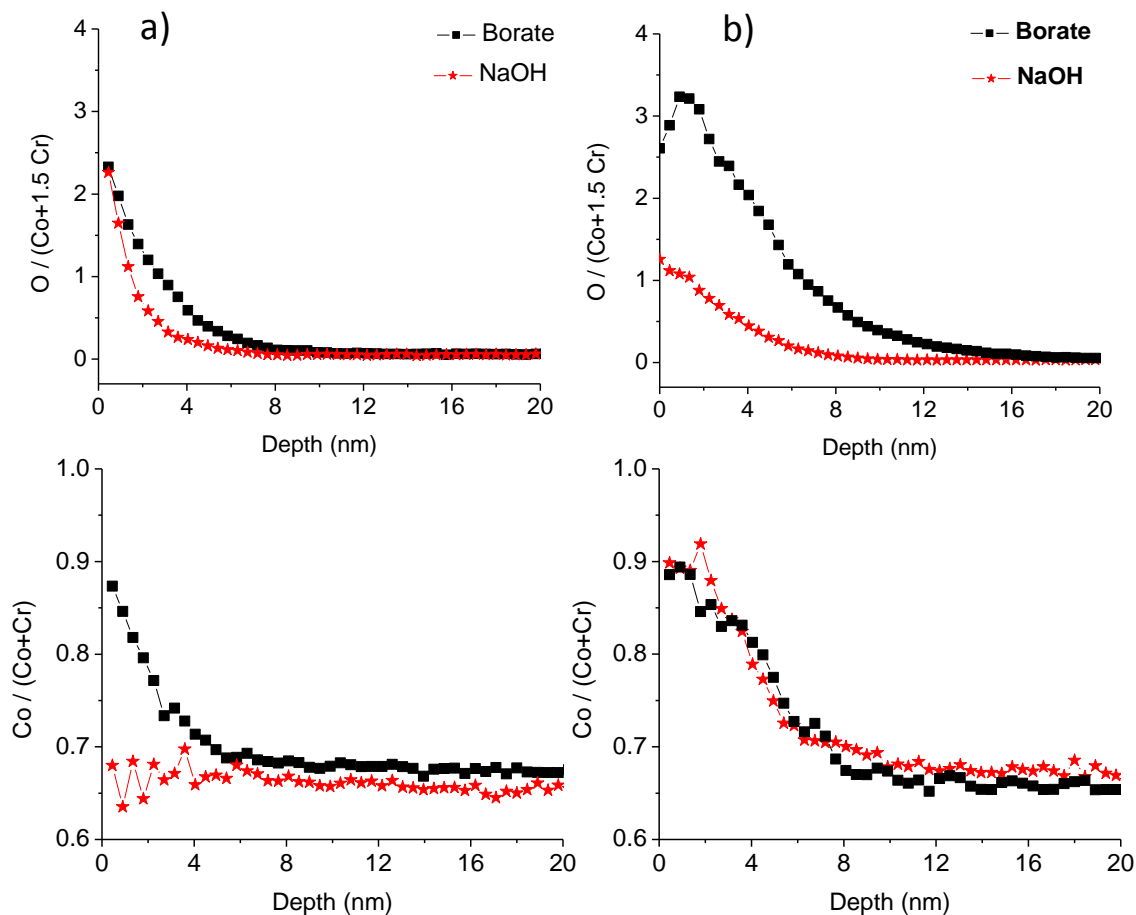 a)
Borate
NaOH
O / (Co+1.5 Cr)
4
3
2
1
0
0 4 8 12 16 20
Depth (nm)
b)
Borate
NaOH
O / (Co+1.5 Cr)
4
3
2
1
0
0 4 8 12 16 20
Depth (nm)
Co / (Co+Cr)
1.0
0.9
0.8
0.7
0.6
0 4 8 12 16 20
Depth (nm)
Co / (Co+Cr)
1.0
0.9
0.8
0.7
0.6
0 4 8 12 16 20
Depth (nm)